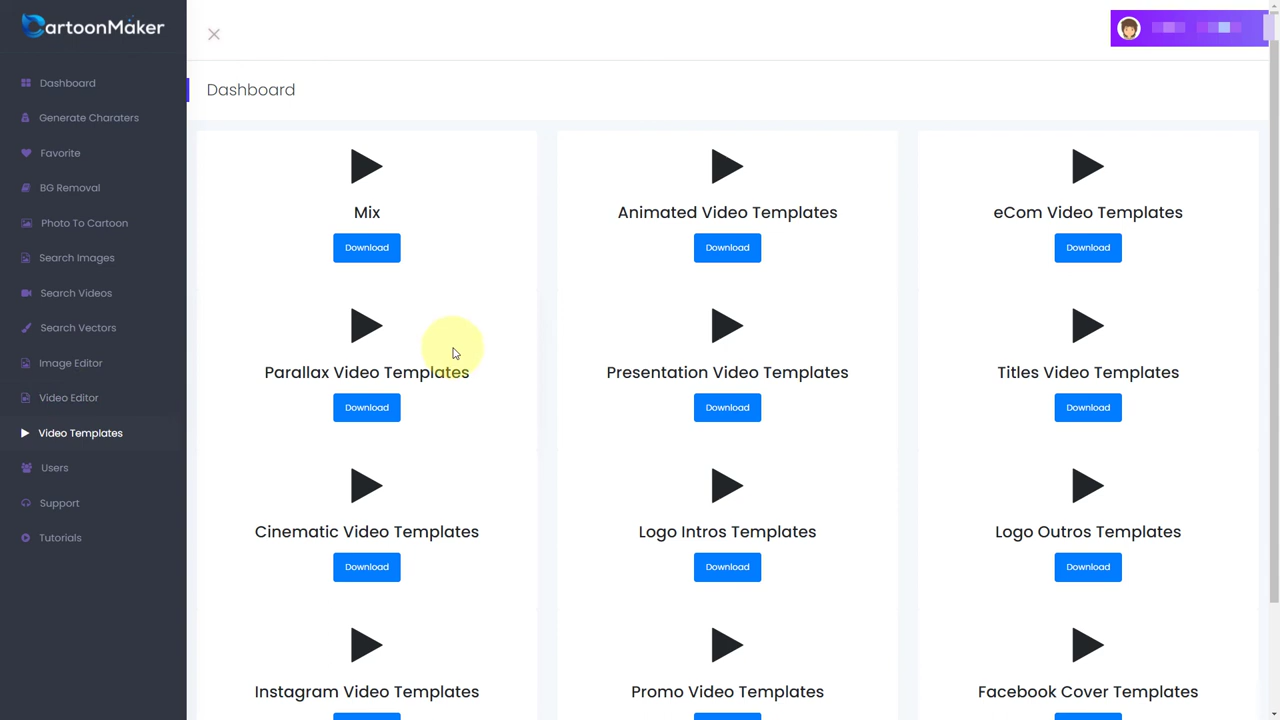 CartoonMaker
Dashboard
Generate Charaters
Favorite
BG Removal
Photo To Cartoon
Search Images
Search Videos
Search Vectors
Image Editor
Video Editor
Video Templates
Users
Support
Tutorials
Dashboard
Mix
Download
Animated Video Templates
Download
eCom Video Templates
Download
Parallax Video Templates
Download
Presentation Video Templates
Download
Titles Video Templates
Download
Cinematic Video Templates
Download
Logo Intros Templates
Download
Logo Outros Templates
Download
Instagram Video Templates
Promo Video Templates
Facebook Cover Templates